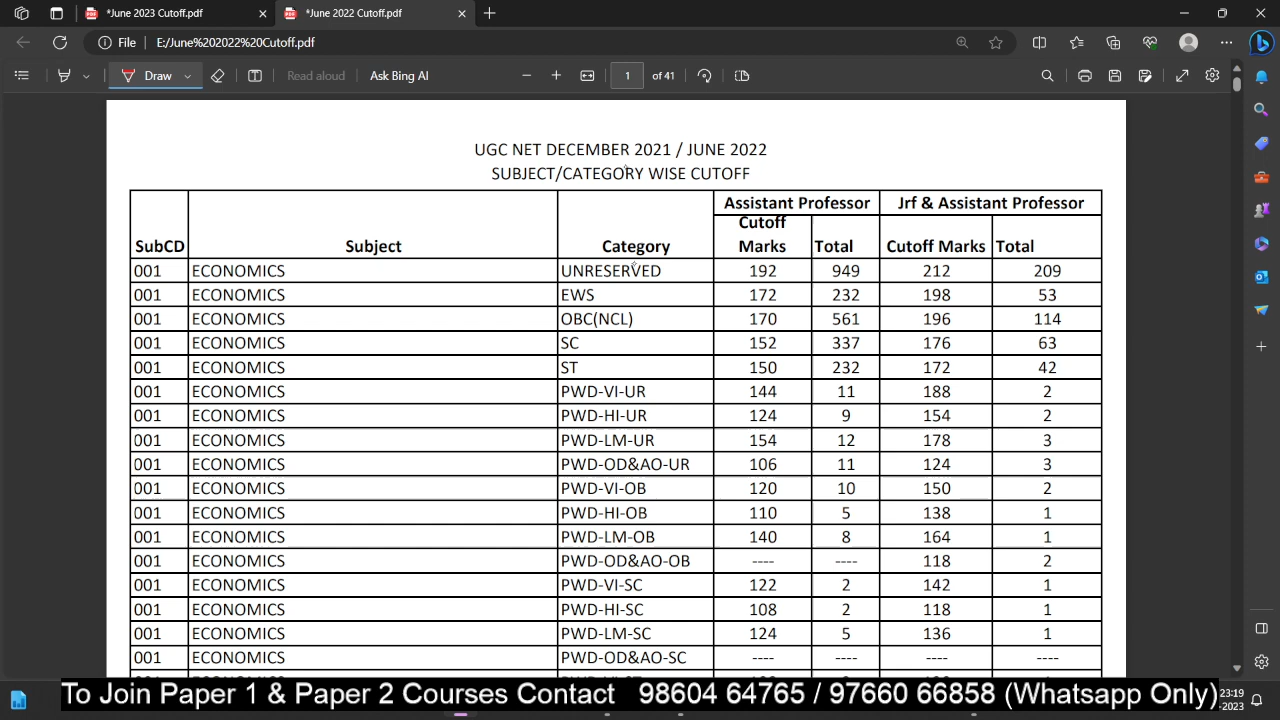 *June 2023 Cutoff.pdf
*June 2022 Cutoff.pdf
File E:/June%202022%20Cutoff.pdf
Draw Read aloud Ask Bing AI 1 of 41
UGC NET DECEMBER 2021 / JUNE 2022
SUBJECT/CATEGORY WISE CUTOFF
Assistant Professor Jrf & Assistant Professor
SubCD Subject Category Cutoff Marks Total Cutoff Marks Total
001 ECONOMICS UNRESERVED 192 949 212 209
001 ECONOMICS EWS 172 232 198 53
001 ECONOMICS OBC(NCL) 170 561 196 114
001 ECONOMICS SC 152 337 176 63
001 ECONOMICS ST 150 232 172 42
001 ECONOMICS PWD-VI-UR 144 11 188 2
001 ECONOMICS PWD-HI-UR 124 9 154 2
001 ECONOMICS PWD-LM-UR 154 12 178 3
001 ECONOMICS PWD-OD&AO-UR 106 11 124 3
001 ECONOMICS PWD-VI-OB 120 10 150 2
001 ECONOMICS PWD-HI-OB 110 5 138 1
001 ECONOMICS PWD-LM-OB 140 8 164 1
001 ECONOMICS PWD-OD&AO-OB ---- ---- 118 2
001 ECONOMICS PWD-VI-SC 122 2 142 1
001 ECONOMICS PWD-HI-SC 108 2 118 1
001 ECONOMICS PWD-LM-SC 124 5 136 1
001 ECONOMICS PWD-OD&AO-SC ---- ---- ---- ----
To Join Paper 1 & Paper 2 Courses Contact 98604 64765 / 97660 66858 (Whatsapp Only)
23:19
-2023